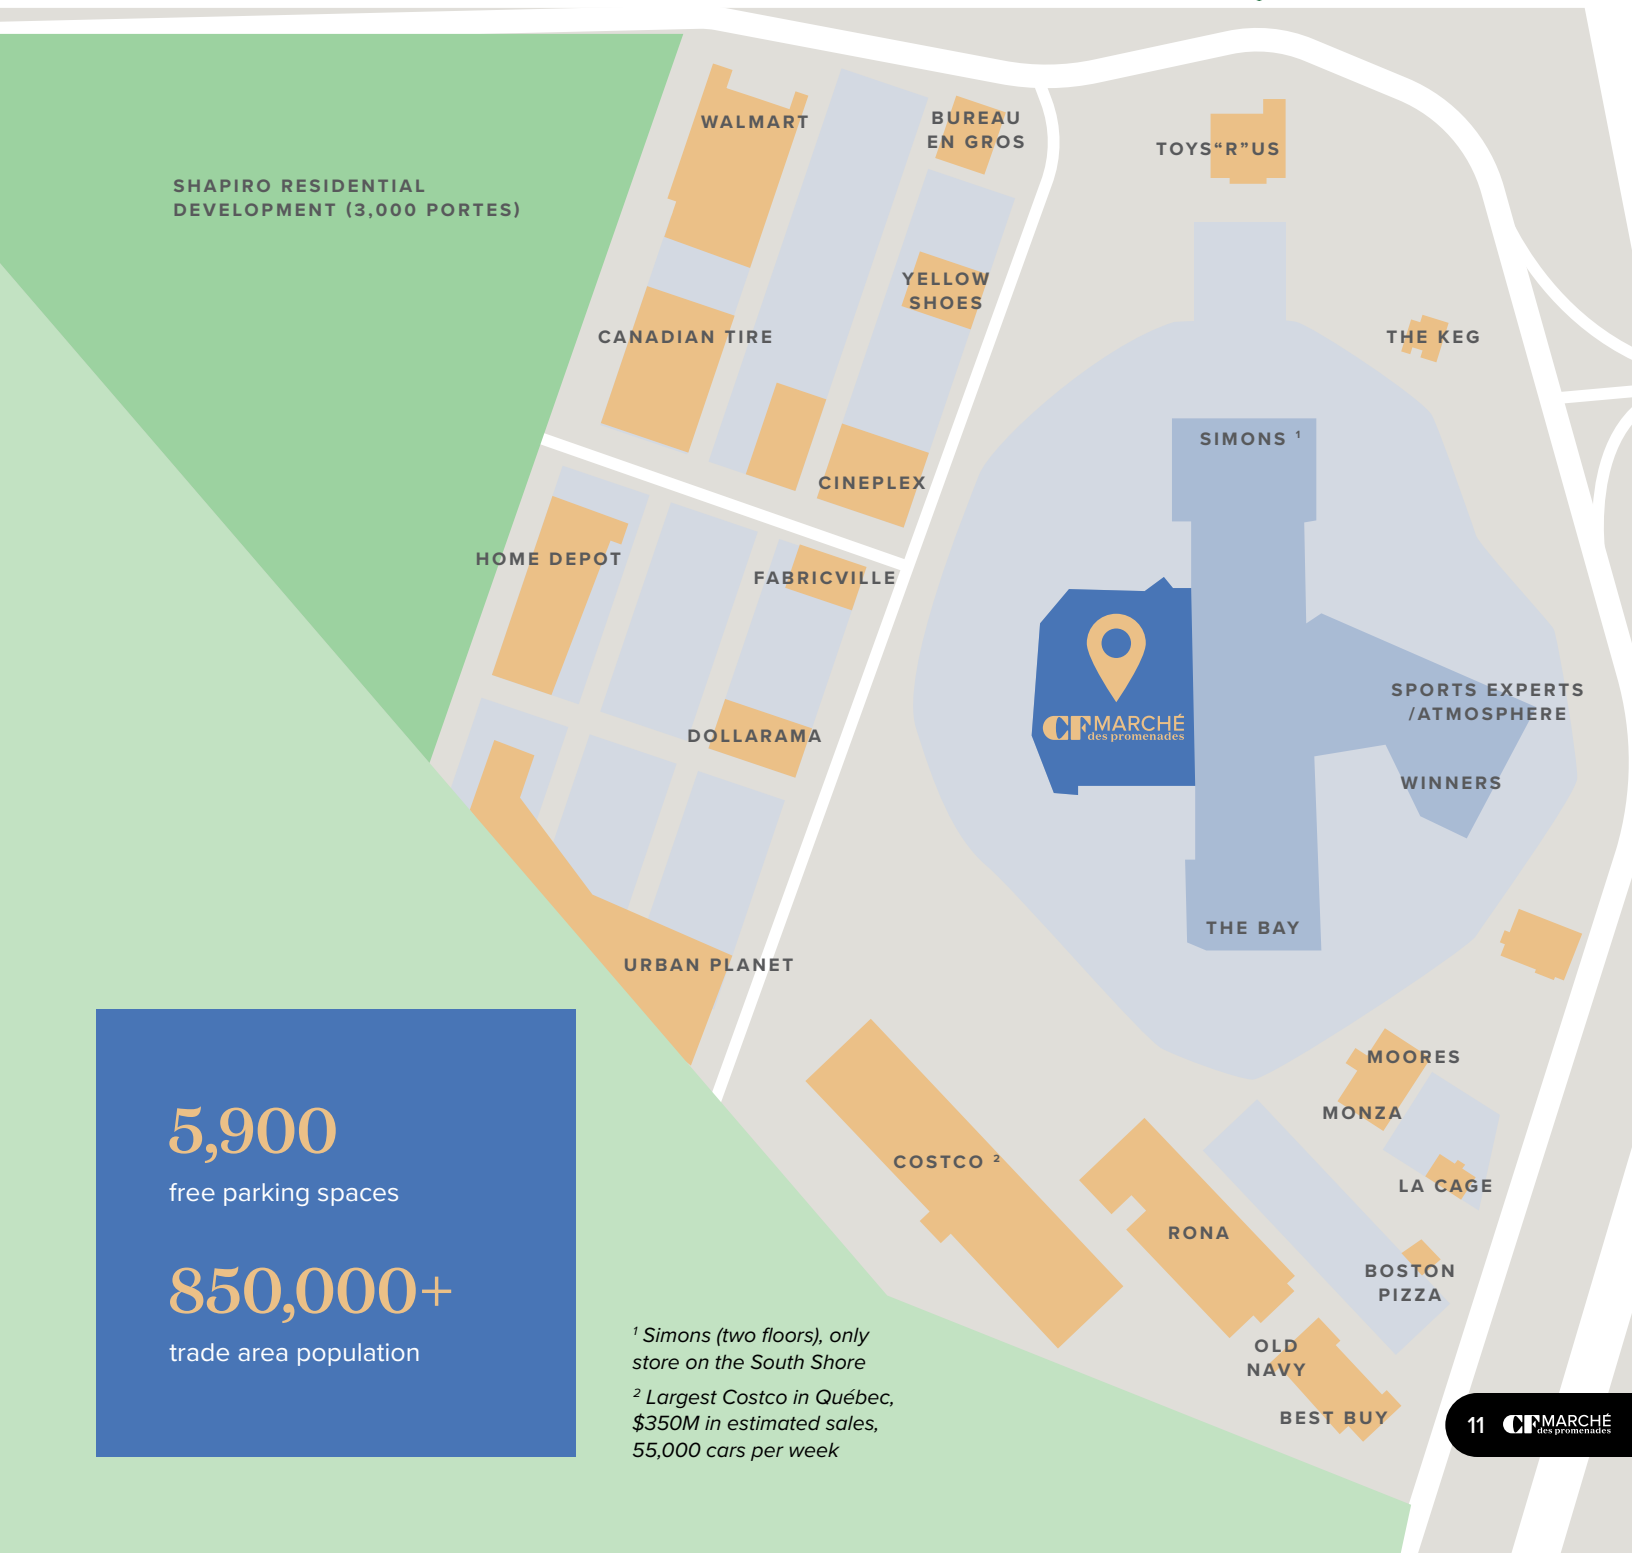 WALMART
BUREAU
EN GROS
TOYS“R”US
SHAPIRO RESIDENTIAL
DEVELOPMENT (3,000 PORTES)
YELLOW
SHOES
CANADIAN TIRE
THE KEG
SIMONS ¹
CINEPLEX
HOME DEPOT
FABRICVILLE
SPORTS EXPERTS
/ATMOSPHERE
CF MARCHÉ
des promenades
DOLLARAMA
WINNERS
THE BAY
URBAN PLANET
MOORES
MONZA
COSTCO ²
LA CAGE
RONA
BOSTON
PIZZA
OLD
NAVY
BEST BUY
5,900
free parking spaces
850,000+
trade area population
¹ Simons (two floors), only
store on the South Shore
² Largest Costco in Québec,
$350M in estimated sales,
55,000 cars per week
11 CF MARCHÉ
des promenades